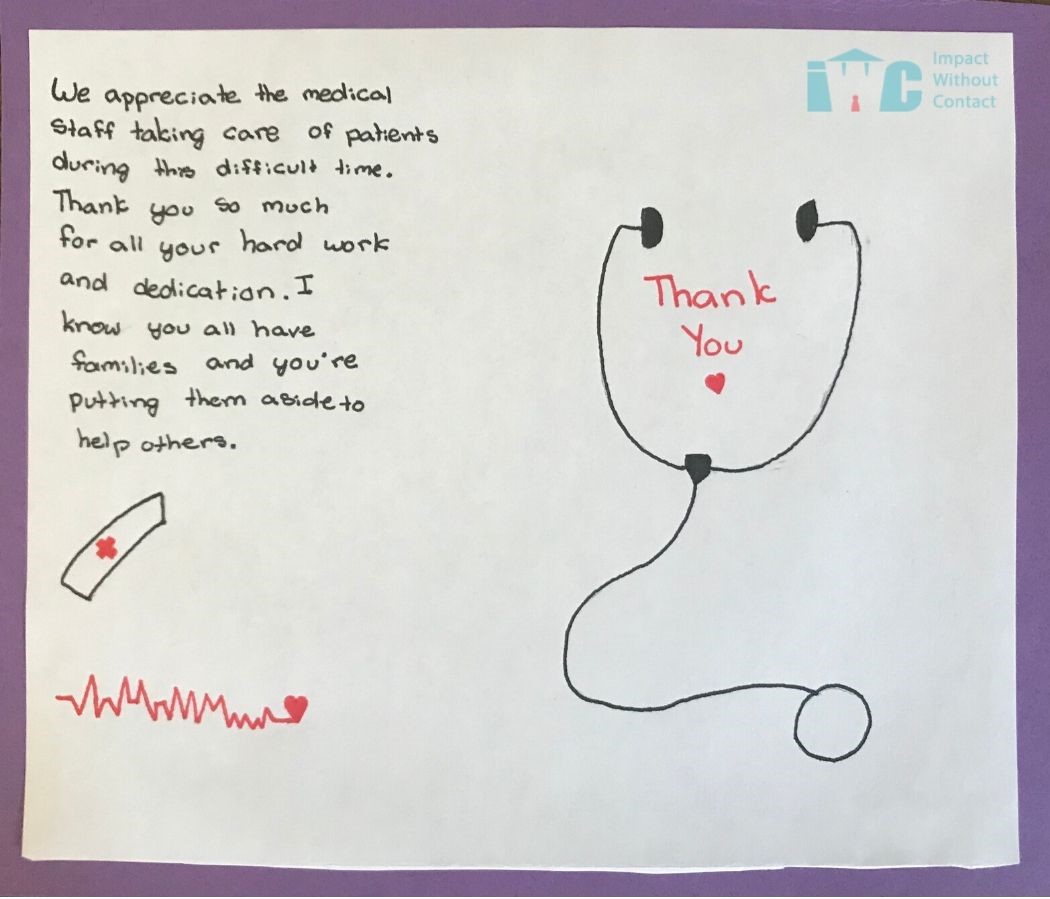 We appreciate the medical
staff taking care of patients
during this difficult time.
Thank you so much
for all your hard work
and dedication. I
know you all have
families and you're
putting them aside to
help others.
Thank
You
iWC
Impact
Without
Contact